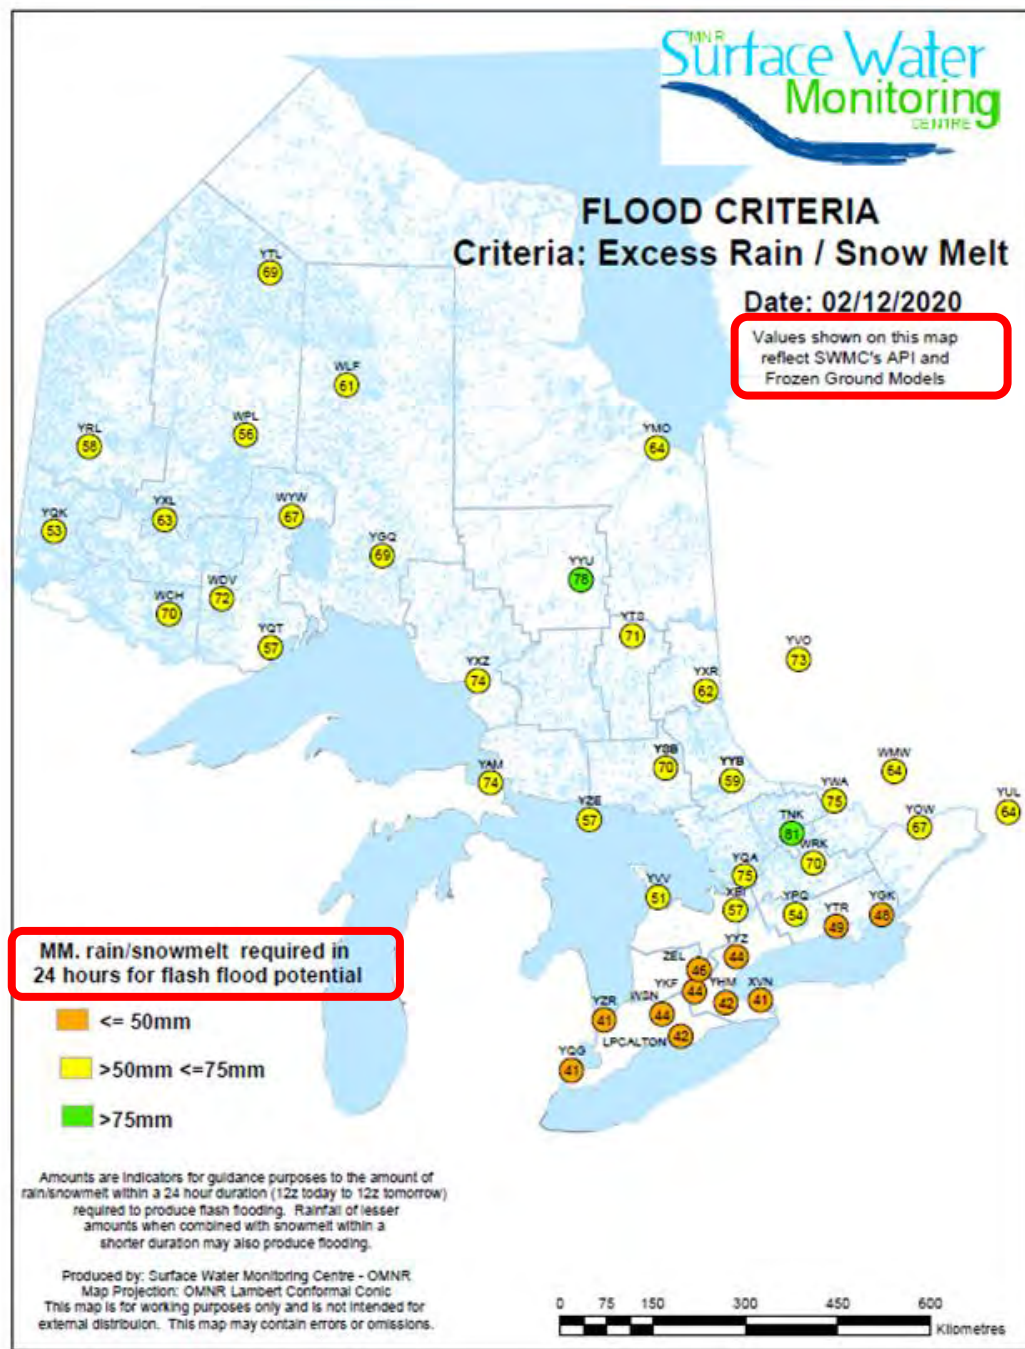 MNR
Surface Water
Monitoring
CENTRE
FLOOD CRITERIA
Criteria: Excess Rain / Snow Melt
Date: 02/12/2020
Values shown on this map
reflect SWMC's API and
Frozen Ground Models
YTL
69
WLF
61
WPL
56
YRL
58
YMO
64
YXL
63
WYW
67
YQK
53
YGQ
69
YYU
78
WDV
72
WCH
70
YTS
71
YQT
57
YVO
73
YXZ
74
YXR
62
YSB
70
YYB
59
WMW
64
YAM
74
YWA
75
YUL
64
YZE
57
TNK
81
YOW
67
WRK
70
YQA
75
YVV
51
XBI
57
YPQ
54
YTR
49
YGK
48
YYZ
44
ZEL
46
YKF
44
YHM
42
XVN
41
WSN
44
YZR
41
LPCALTON
42
YQG
41
MM. rain/snowmelt required in
24 hours for flash flood potential
<= 50mm
>50mm <=75mm
>75mm
Amounts are indicators for guidance purposes to the amount of
rain/snowmelt within a 24 hour duration (12z today to 12z tomorrow)
required to produce flash flooding. Rainfall of lesser
amounts when combined with snowmelt within a
shorter duration may also produce flooding.
Produced by: Surface Water Monitoring Centre - OMNR
Map Projection: OMNR Lambert Conformal Conic
This map is for working purposes only and is not intended for
external distribuion. This map may contain errors or omissions.
0 75 150 300 450 600
Kilometres